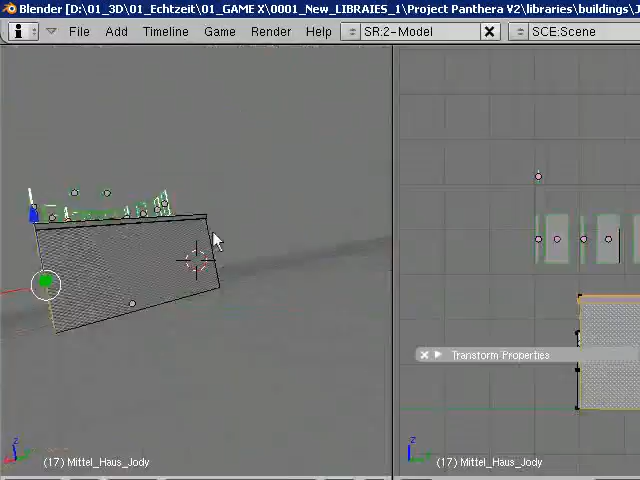 Blender [D:\01_3D\01_Echtzeit\01_GAME X\0001_New_LIBRAIES_1\Project Panthera V2\libraries\buildings\J
i File Add Timeline Game Render Help SR:2-Model SCE:Scene
Transform Properties
z
(17) Mittel_Haus_Jody
z
(17) Mittel_Haus_Jody